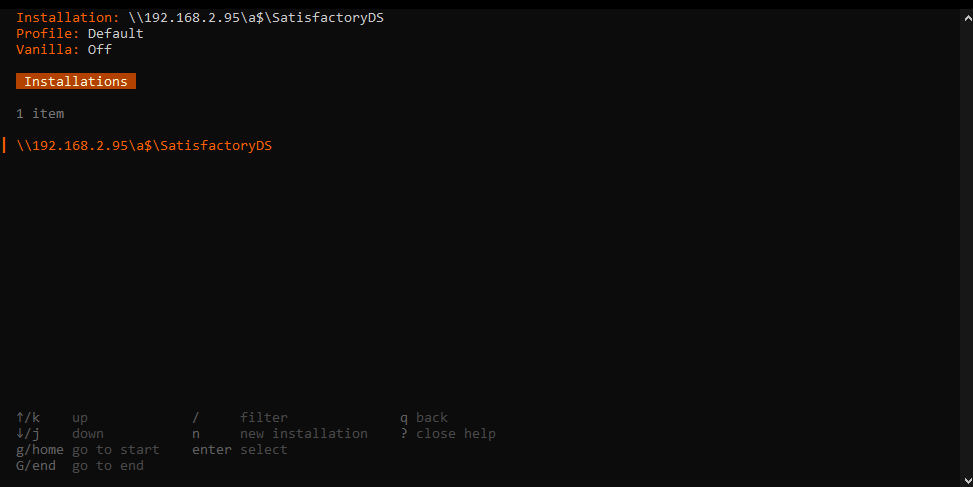 Installation: \\192.168.2.95\a$\SatisfactoryDS
Profile: Default
Vanilla: Off
Installations
1 item
\\192.168.2.95\a$\SatisfactoryDS
↑/k up / filter q back
↓/j down n new installation ? close help
g/home go to start enter select
G/end go to end